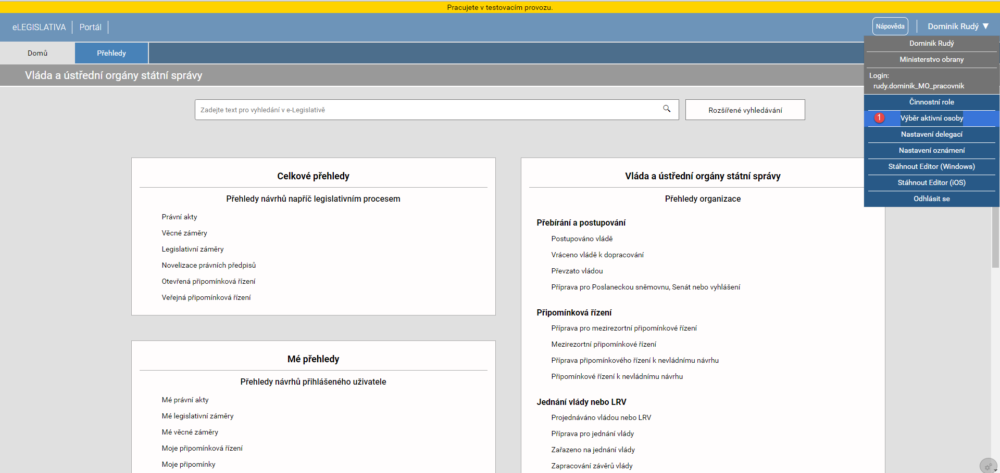 Pracujete v testovacím provozu.
eLEGISLATIVA
Portál
Nápověda
Dominik Rudý ▼
Domů
Přehledy
Vláda a ústřední orgány státní správy
Dominik Rudý
Ministerstvo obrany
Login:
rudy.dominik_MO_pracovnik
Činnostní role
1
Výběr aktivní osoby
Nastavení delegací
Nastavení oznámení
Stáhnout Editor (Windows)
Stáhnout Editor (iOS)
Odhlásit se
Zadejte text pro vyhledání v e-Legislativě
Rozšířené vyhledávání
Celkové přehledy
Přehledy návrhů napříč legislativním procesem
Právní akty
Věcné záměry
Legislativní záměry
Novelizace právních předpisů
Otevřená připomínková řízení
Veřejná připomínková řízení
Mé přehledy
Přehledy návrhů přihlášeného uživatele
Mé právní akty
Mé legislativní záměry
Mé věcné záměry
Moje připomínková řízení
Moje připomínky
Vláda a ústřední orgány státní správy
Přehledy organizace
Přebírání a postupování
Postupováno vládě
Vráceno vládě k dopracování
Převzato vládou
Příprava pro Poslaneckou sněmovnu, Senát nebo vyhlášení
Připomínková řízení
Příprava pro mezirezortní připomínkové řízení
Mezirezortní připomínkové řízení
Příprava připomínkového řízení k nevládnímu návrhu
Připomínkové řízení k nevládnímu návrhu
Jednání vlády nebo LRV
Projednáváno vládou nebo LRV
Příprava pro jednání vlády
Zařazeno na jednání vlády
Zapracování závěrů vlády